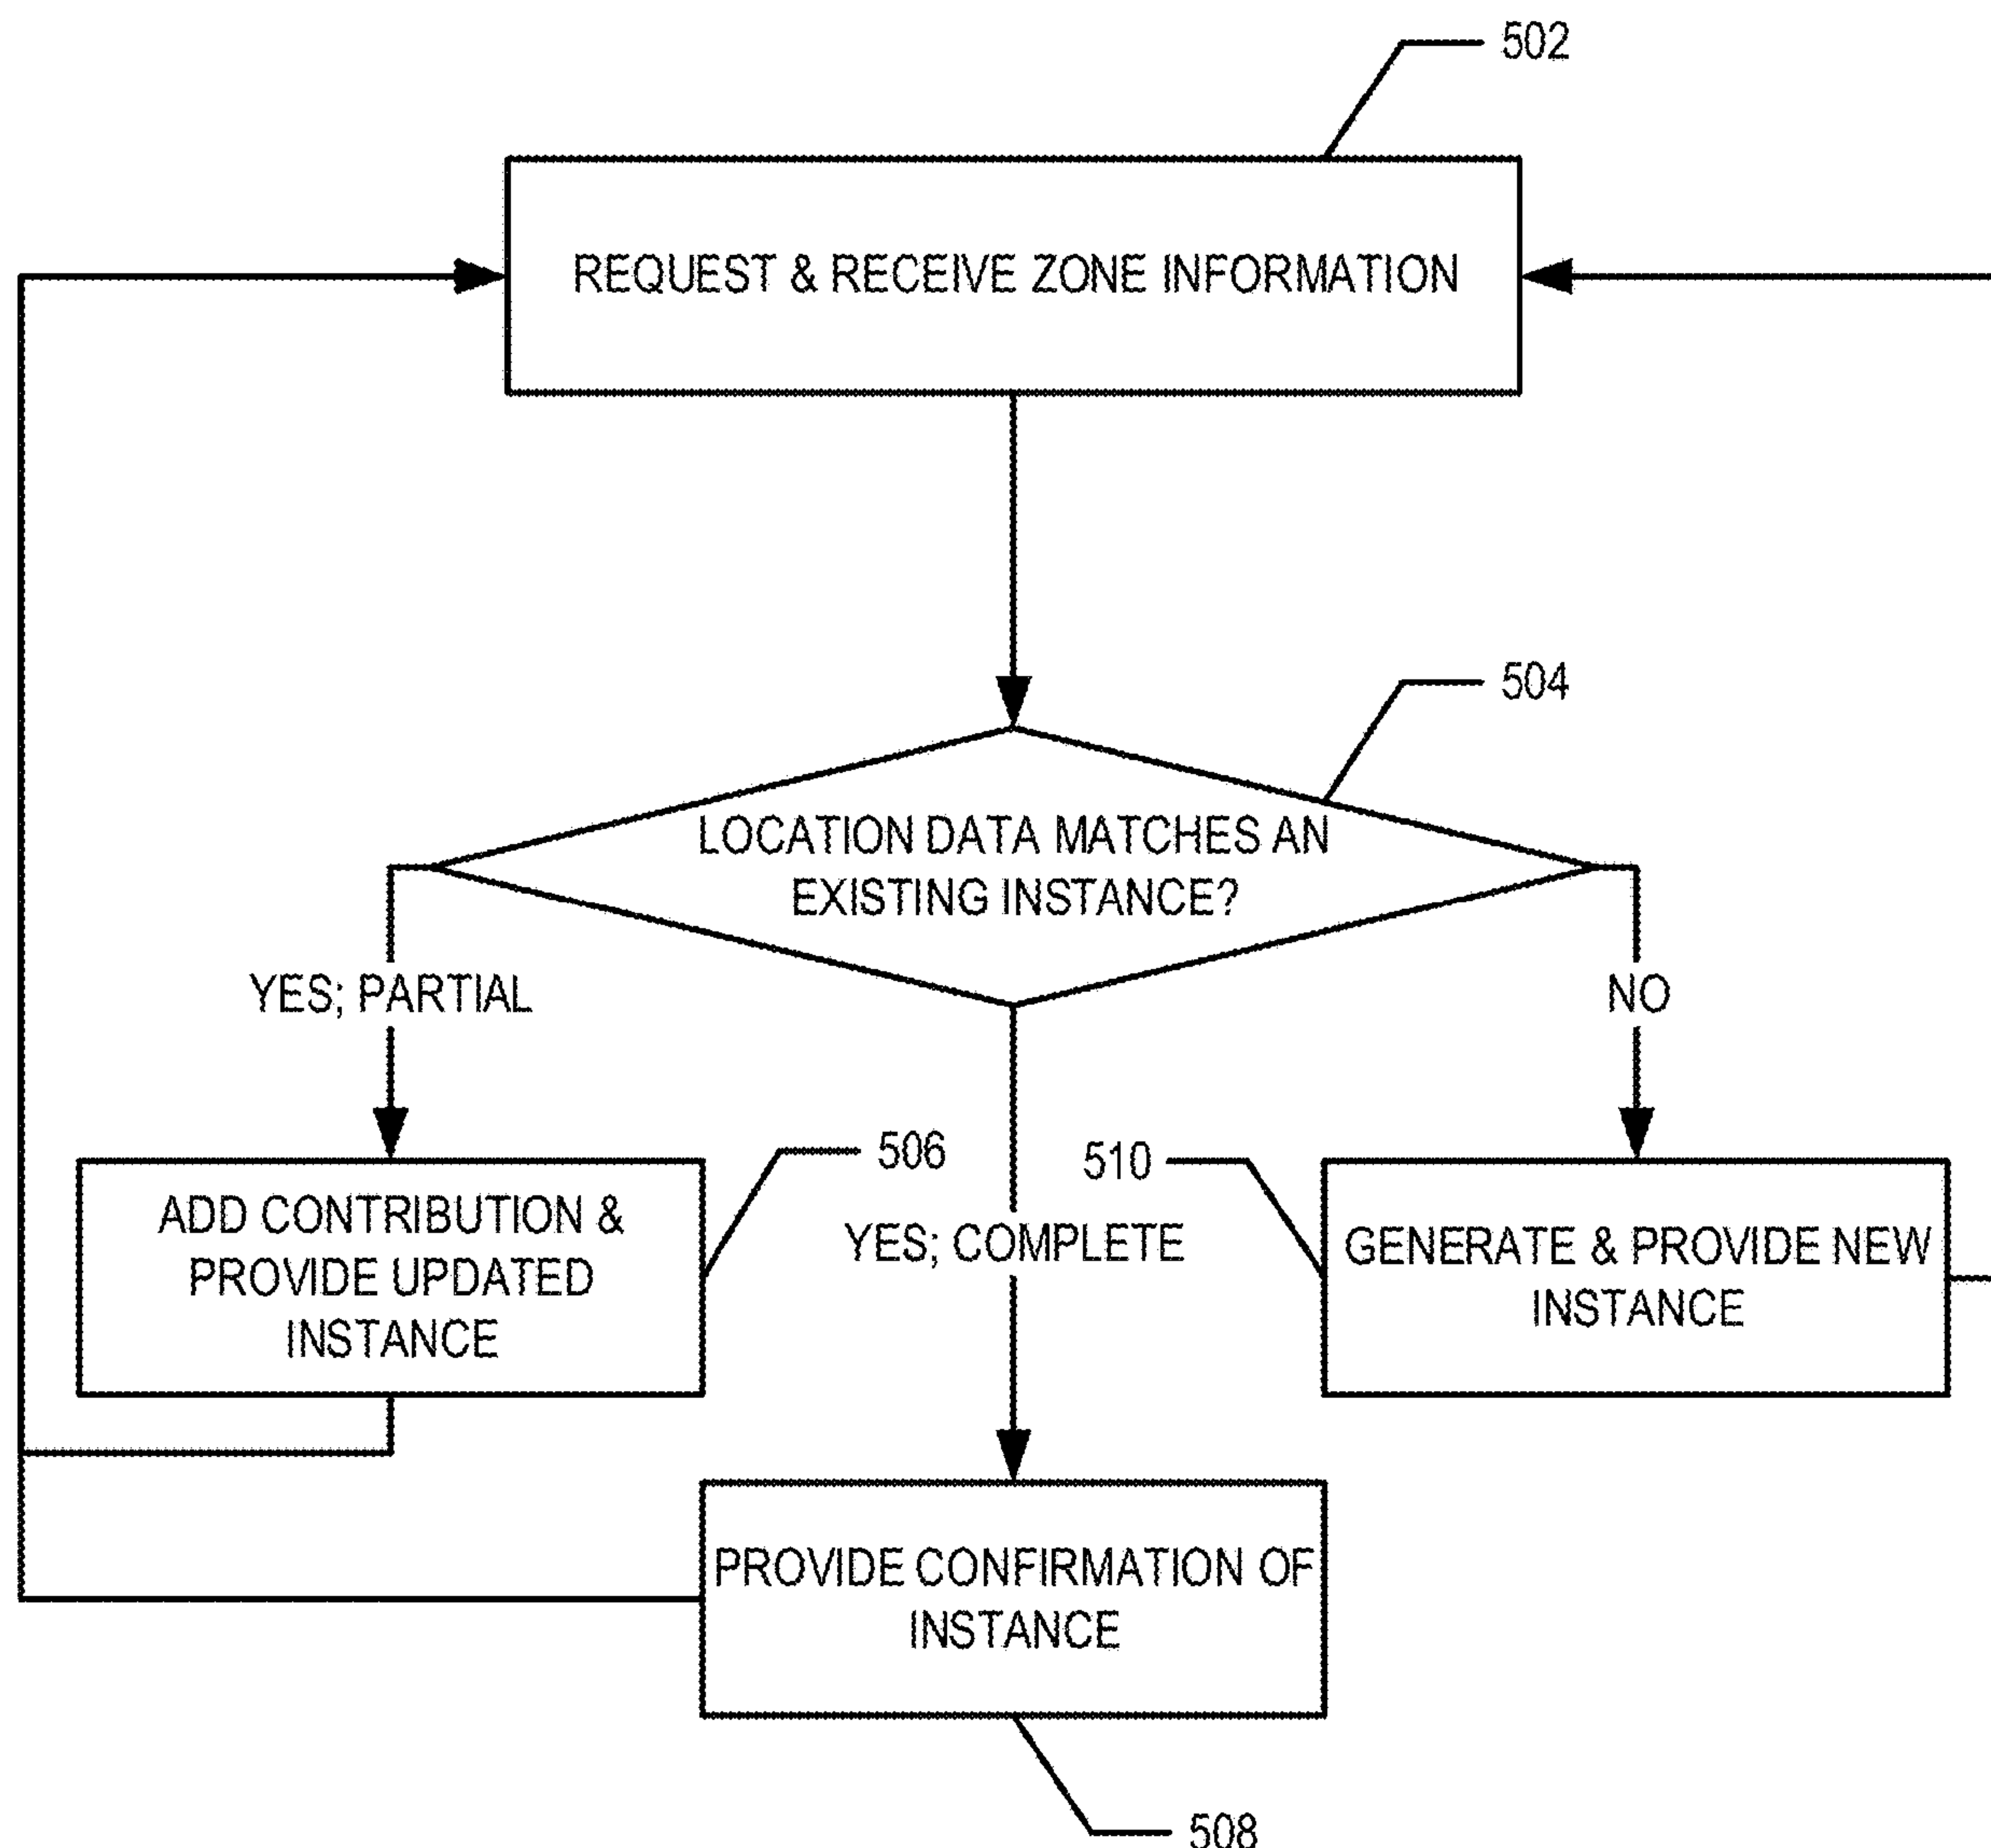 502
REQUEST & RECEIVE ZONE INFORMATION
504
LOCATION DATA MATCHES AN
EXISTING INSTANCE?
YES; PARTIAL
NO
506
510
ADD CONTRIBUTION &
PROVIDE UPDATED
INSTANCE
YES; COMPLETE
GENERATE & PROVIDE NEW
INSTANCE
PROVIDE CONFIRMATION OF
INSTANCE
508